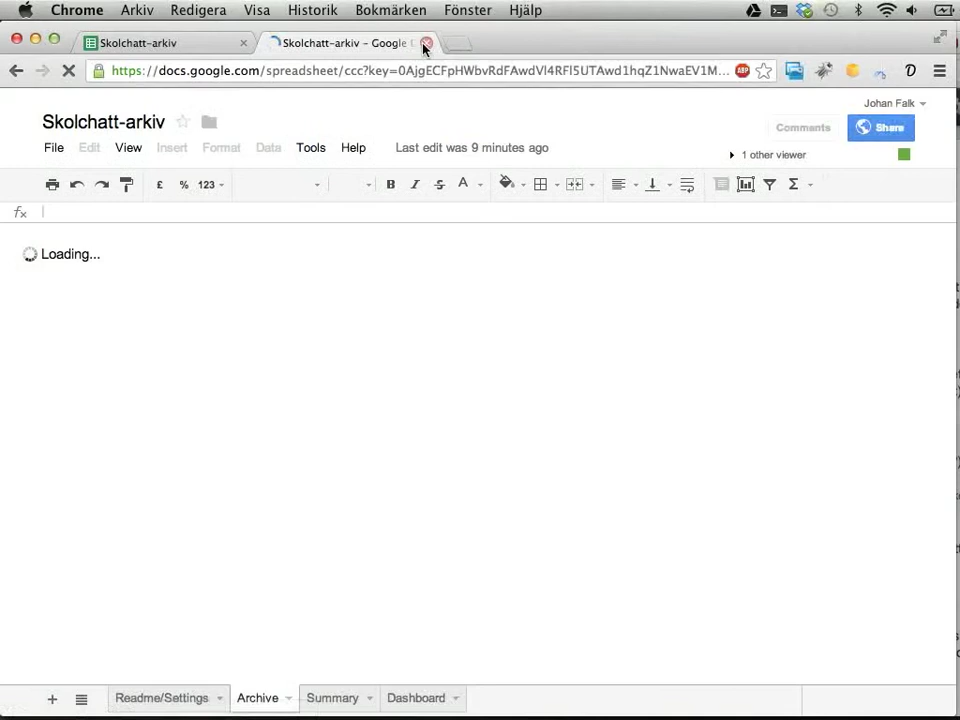 Chrome Arkiv Redigera Visa Historik Bokmärken Fönster Hjälp
Skolchatt-arkiv
Skolchatt-arkiv - Google
https://docs.google.com/spreadsheet/ccc?key=
ABP
Skolchatt-arkiv
Johan Falk
Comments
Share
File Edit View Insert Format Data Tools Help Last edit was 9 minutes ago
1 other viewer
£ % 123 B I S A Σ
fx
Loading...
+ Readme/Settings Archive Summary Dashboard